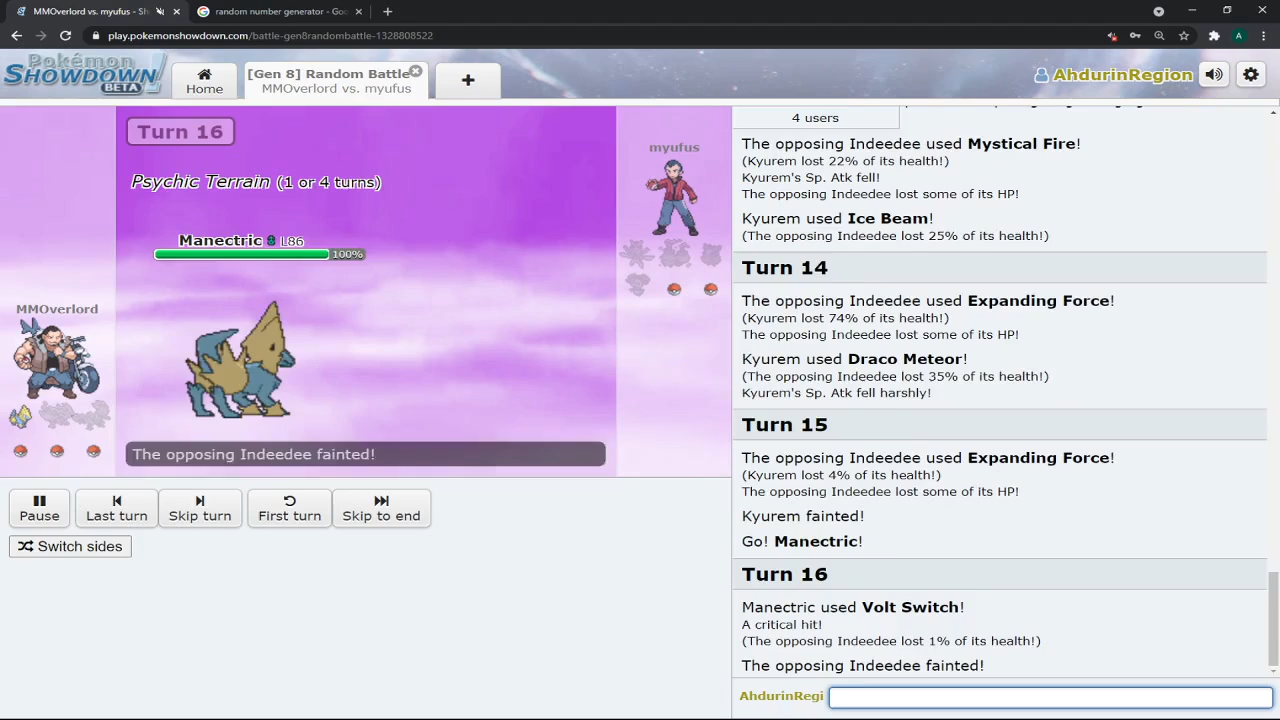 MMOverlord vs. myufus - Sh
random number generator - Goo
play.pokemonshowdown.com/battle-gen8randombattle-1328808522
A
Pokémon
SHOWDOWN!
BETA
Home
[Gen 8] Random Battle
MMOverlord vs. myufus
AhdurinRegion
Turn 16
Psychic Terrain (1 or 4 turns)
Manectric L86
100%
myufus
MMOverlord
The opposing Indeedee fainted!
Pause
Last turn
Skip turn
First turn
Skip to end
Switch sides
4 users
The opposing Indeedee used Mystical Fire!
(Kyurem lost 22% of its health!)
Kyurem's Sp. Atk fell!
The opposing Indeedee lost some of its HP!
Kyurem used Ice Beam!
(The opposing Indeedee lost 25% of its health!)
Turn 14
The opposing Indeedee used Expanding Force!
(Kyurem lost 74% of its health!)
The opposing Indeedee lost some of its HP!
Kyurem used Draco Meteor!
(The opposing Indeedee lost 35% of its health!)
Kyurem's Sp. Atk fell harshly!
Turn 15
The opposing Indeedee used Expanding Force!
(Kyurem lost 4% of its health!)
The opposing Indeedee lost some of its HP!
Kyurem fainted!
Go! Manectric!
Turn 16
Manectric used Volt Switch!
A critical hit!
(The opposing Indeedee lost 1% of its health!)
The opposing Indeedee fainted!
AhdurinRegi